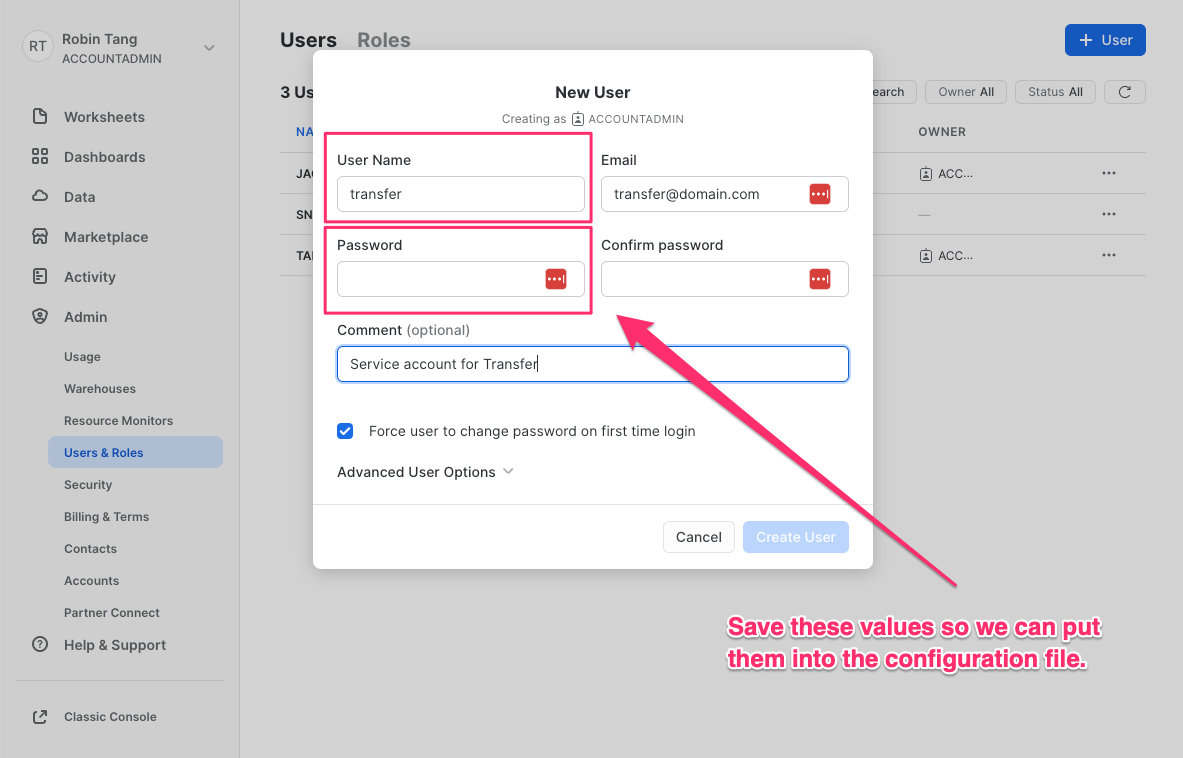 RT
Robin Tang
ACCOUNTADMIN
Worksheets
Dashboards
Data
Marketplace
Activity
Admin
Usage
Warehouses
Resource Monitors
Users & Roles
Security
Billing & Terms
Contacts
Accounts
Partner Connect
Help & Support
Classic Console
Users Roles
+ User
3 Us
earch
Owner All
Status All
NA
OWNER
JA
ACC...
SN
—
TA
ACC...
New User
Creating as ACCOUNTADMIN
User Name
Email
transfer
transfer@domain.com
Password
Confirm password
Comment (optional)
Service account for Transfer
Force user to change password on first time login
Advanced User Options
Cancel
Create User
Save these values so we can put
them into the configuration file.